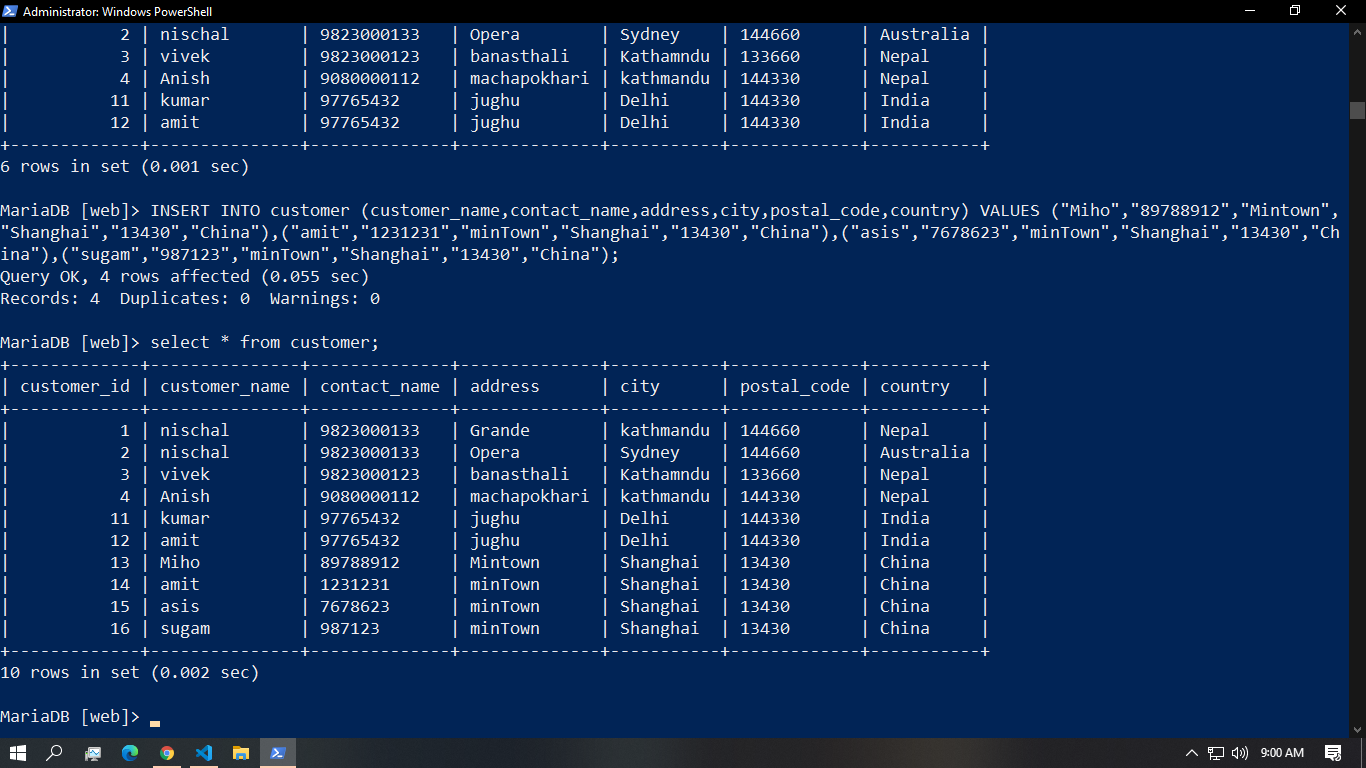 Administrator: Windows PowerShell
|           2 | nischal       | 9823000133   | Opera        | Sydney    | 144660      | Australia |
|           3 | vivek         | 9823000123   | banasthali   | Kathamndu | 133660      | Nepal     |
|           4 | Anish         | 9080000112   | machapokhari | kathmandu | 144330      | Nepal     |
|          11 | kumar         | 97765432     | jughu        | Delhi     | 144330      | India     |
|          12 | amit          | 97765432     | jughu        | Delhi     | 144330      | India     |
+-------------+---------------+--------------+--------------+-----------+-------------+-----------+
6 rows in set (0.001 sec)
MariaDB [web]> INSERT INTO customer (customer_name,contact_name,address,city,postal_code,country) VALUES ("Miho","89788912","Mintown",
"Shanghai","13430","China"),("amit","1231231","minTown","Shanghai","13430","China"),("asis","7678623","minTown","Shanghai","13430","Ch
ina"),("sugam","987123","minTown","Shanghai","13430","China");
Query OK, 4 rows affected (0.055 sec)
Records: 4  Duplicates: 0  Warnings: 0
MariaDB [web]> select * from customer;
+-------------+---------------+--------------+--------------+-----------+-------------+-----------+
| customer_id | customer_name | contact_name | address      | city      | postal_code | country   |
+-------------+---------------+--------------+--------------+-----------+-------------+-----------+
|           1 | nischal       | 9823000133   | Grande       | kathmandu | 144660      | Nepal     |
|           2 | nischal       | 9823000133   | Opera        | Sydney    | 144660      | Australia |
|           3 | vivek         | 9823000123   | banasthali   | Kathamndu | 133660      | Nepal     |
|           4 | Anish         | 9080000112   | machapokhari | kathmandu | 144330      | Nepal     |
|          11 | kumar         | 97765432     | jughu        | Delhi     | 144330      | India     |
|          12 | amit          | 97765432     | jughu        | Delhi     | 144330      | India     |
|          13 | Miho          | 89788912     | Mintown      | Shanghai  | 13430       | China     |
|          14 | amit          | 1231231      | minTown      | Shanghai  | 13430       | China     |
|          15 | asis          | 7678623      | minTown      | Shanghai  | 13430       | China     |
|          16 | sugam         | 987123       | minTown      | Shanghai  | 13430       | China     |
+-------------+---------------+--------------+--------------+-----------+-------------+-----------+
10 rows in set (0.002 sec)
MariaDB [web]>
9:00 AM